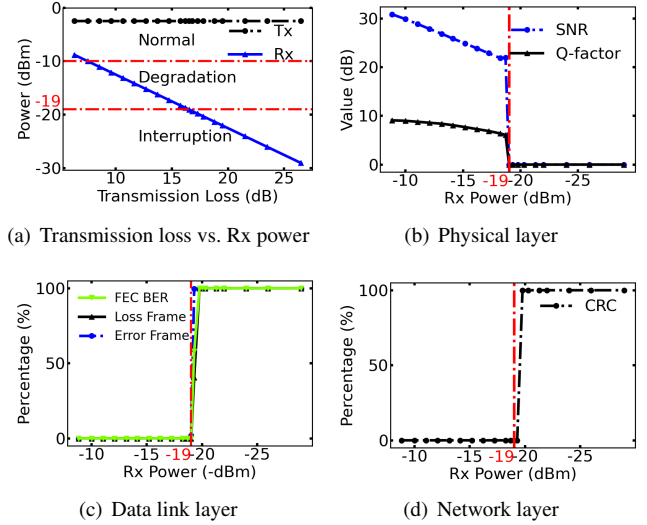 0
-10
-19
-20
-30
Power (dBm)
Normal
Degradation
Interruption
Tx
Rx
10 15 20 25
Transmission Loss (dB)
(a) Transmission loss vs. Rx power
30
20
10
0
Value (dB)
SNR
Q-factor
-10 -15 -19 -20 -25
Rx Power (dBm)
(b) Physical layer
100
50
0
Percentage (%)
FEC BER
Loss Frame
Error Frame
-10 -15 -19 -20 -25
Rx Power (-dBm)
(c) Data link layer
100
50
0
Percentage (%)
CRC
-10 -15 -19 -20 -25
Rx Power (dBm)
(d) Network layer